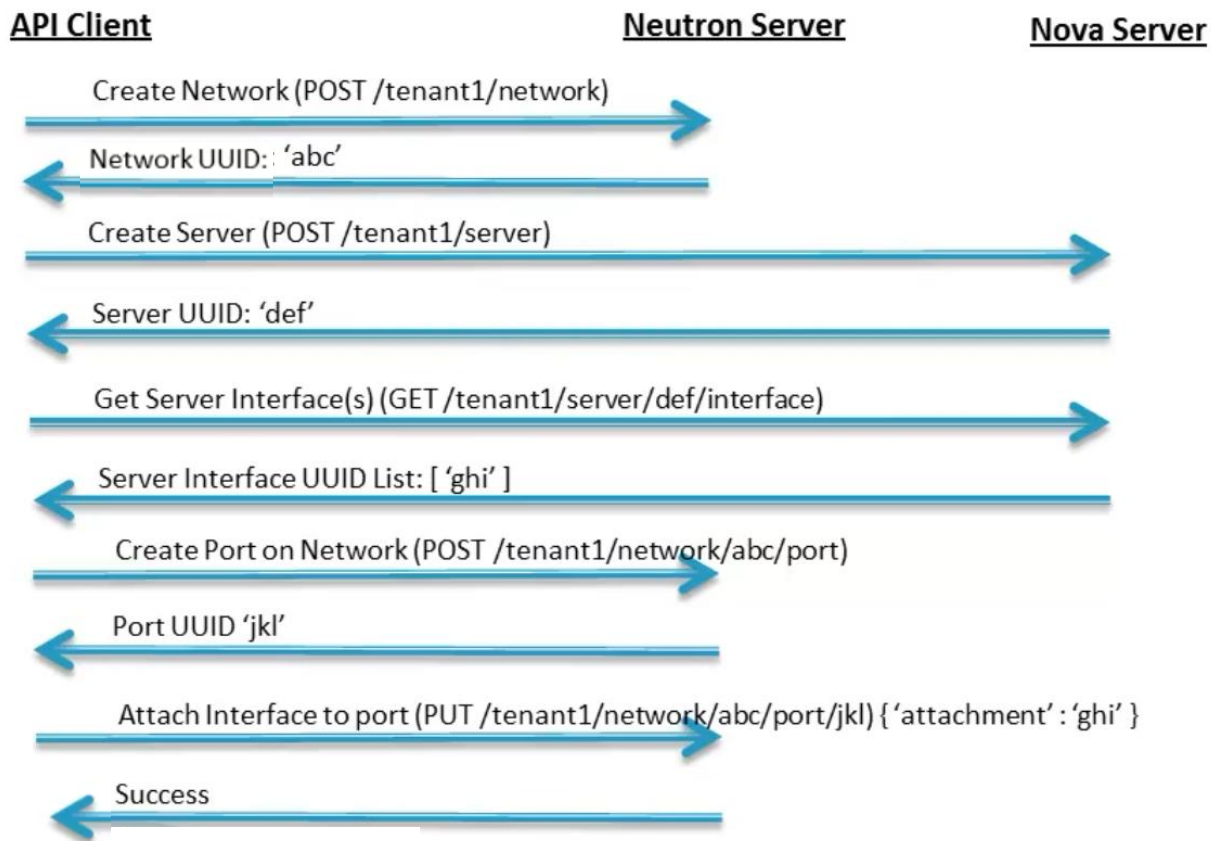 API Client Neutron Server Nova Server
Create Network (POST /tenant1/network)
Network UUID: ‘abc’
Create Server (POST /tenant1/server)
Server UUID: ‘def’
Get Server Interface(s) (GET /tenant1/server/def/interface)
Server Interface UUID List: [ ‘ghi’ ]
Create Port on Network (POST /tenant1/network/abc/port)
Port UUID ‘jkl’
Attach Interface to port (PUT /tenant1/network/abc/port/jkl) { ‘attachment’ : ‘ghi’ }
Success